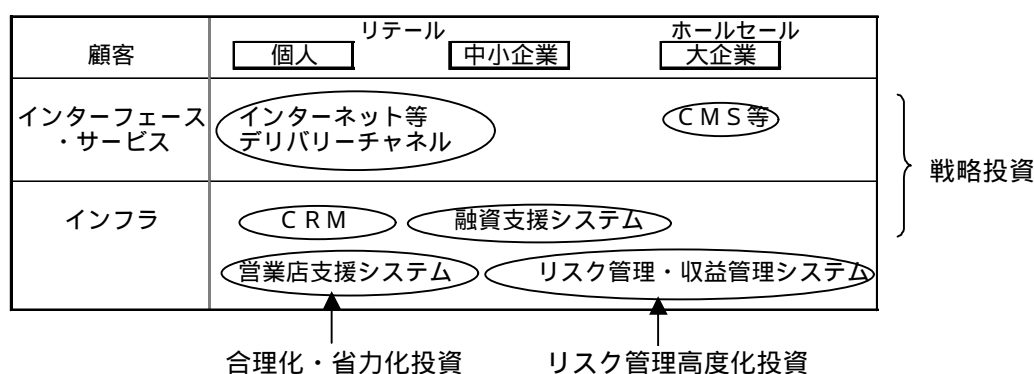 リテール ホールセール
顧客 個人 中小企業 大企業
インターフェース インターネット等 CMS等
・サービス デリバリーチャネル
戦略投資
インフラ CRM 融資支援システム
営業店支援システム リスク管理・収益管理システム
合理化・省力化投資 リスク管理高度化投資